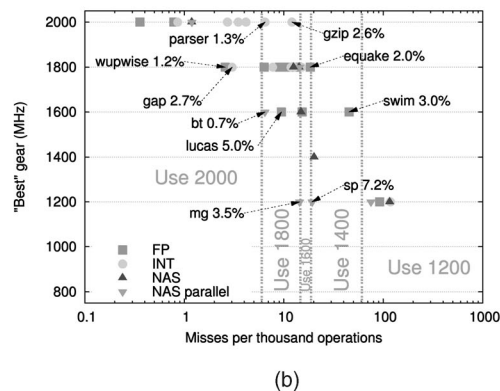 2000
1800
1600
1400
1200
1000
800
"Best" gear (MHz)
parser 1.3%
gzip 2.6%
wupwise 1.2%
equake 2.0%
gap 2.7%
bt 0.7%
swim 3.0%
lucas 5.0%
Use 2000
sp 7.2%
mg 3.5%
Use 1800
Use 1600
Use 1400
Use 1200
FP
INT
NAS
NAS parallel
0.1
1
10
100
1000
Misses per thousand operations
(b)